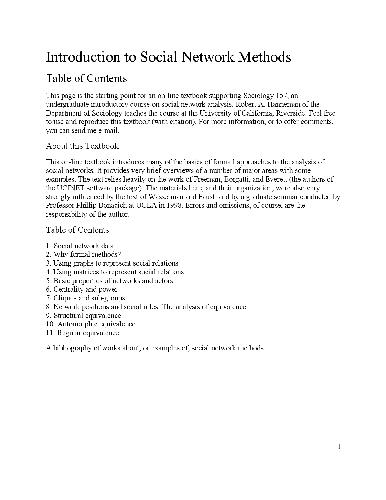 Introduction to Social Network Methods
Table of Contents
This page is the starting point for an on-line textbook supporting Sociology 157, an
undergraduate introductory course on social network analysis. Robert A. Hanneman of the
Department of Sociology teaches the course at the University of California, Riverside. Feel free
to use and reproduce this textbook (with citation). For more information, or to offer comments,
you can send me e-mail.
About this Textbook
This on-line textbook introduces many of the basics of formal approaches to the analysis of
social networks. It provides very brief overviews of a number of major areas with some
examples. The text relies heavily on the work of Freeman, Borgatti, and Everett (the authors of
the UCINET software package). The materials here, and their organization, were also very
strongly influenced by the text of Wasserman and Faust, and by a graduate seminar conducted by
Professor Phillip Bonacich at UCLA in 1998. Errors and omissions, of course, are the
responsibility of the author.
Table of Contents
1. Social network data
2. Why formal methods?
3. Using graphs to represent social relations
4. Using matrices to represent social relations
5. Basic properties of networks and actors
6. Centrality and power
7. Cliques and sub-groups
8. Network positions and social roles: The analysis of equivalence
9. Structural equivalence
10. Automorphic equivalence
11. Regular equivalence
A bibliography of works about, or examples of, social network methods
1